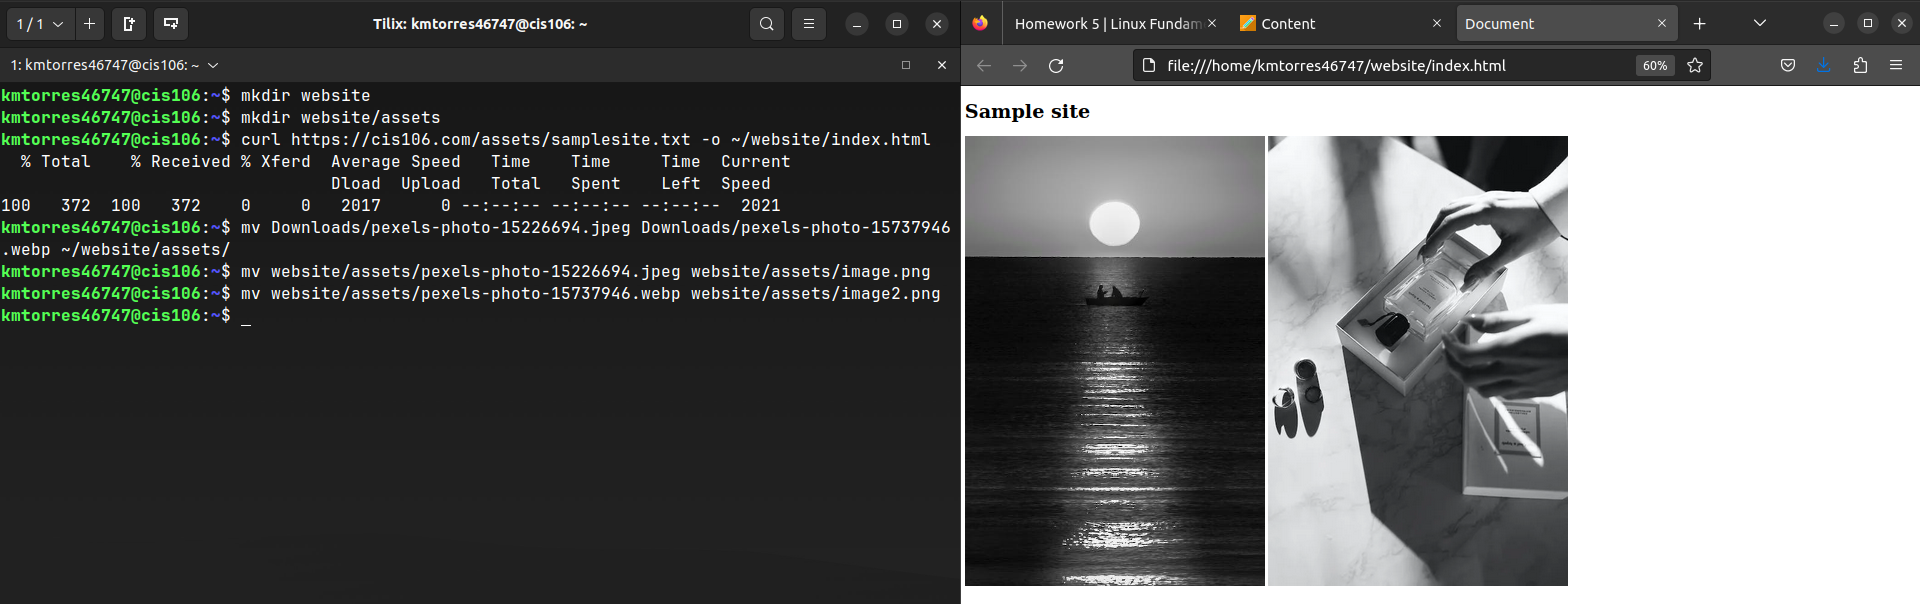 1 / 1
Tilix: kmtorres46747@cis106: ~
1: kmtorres46747@cis106: ~
kmtorres46747@cis106:~$ mkdir website
kmtorres46747@cis106:~$ mkdir website/assets
kmtorres46747@cis106:~$ curl https://cis106.com/assets/samplesite.txt -o ~/website/index.html
  % Total    % Received % Xferd  Average Speed   Time    Time     Time  Current
                                 Dload  Upload   Total   Spent    Left  Speed
100   372  100   372    0     0   2017      0 --:--:-- --:--:-- --:--:--  2021
kmtorres46747@cis106:~$ mv Downloads/pexels-photo-15226694.jpeg Downloads/pexels-photo-15737946
.webp ~/website/assets/
kmtorres46747@cis106:~$ mv website/assets/pexels-photo-15226694.jpeg website/assets/image.png
kmtorres46747@cis106:~$ mv website/assets/pexels-photo-15737946.webp website/assets/image2.png
kmtorres46747@cis106:~$ _
Homework 5 | Linux Fundam
Content
Document
file:///home/kmtorres46747/website/index.html
60%
Sample site